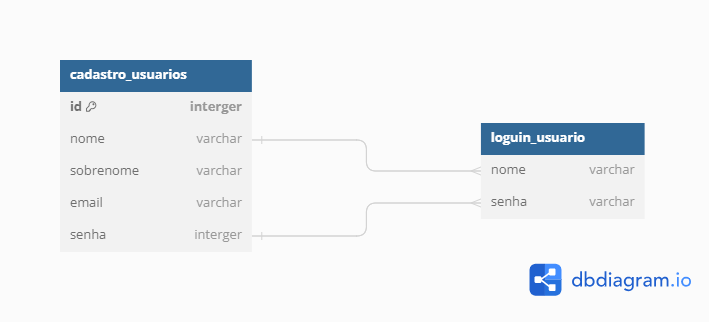 cadastro_usuarios
id interger
nome varchar
sobrenome varchar
email varchar
senha interger
loguin_usuario
nome varchar
senha varchar
dbdiagram.io